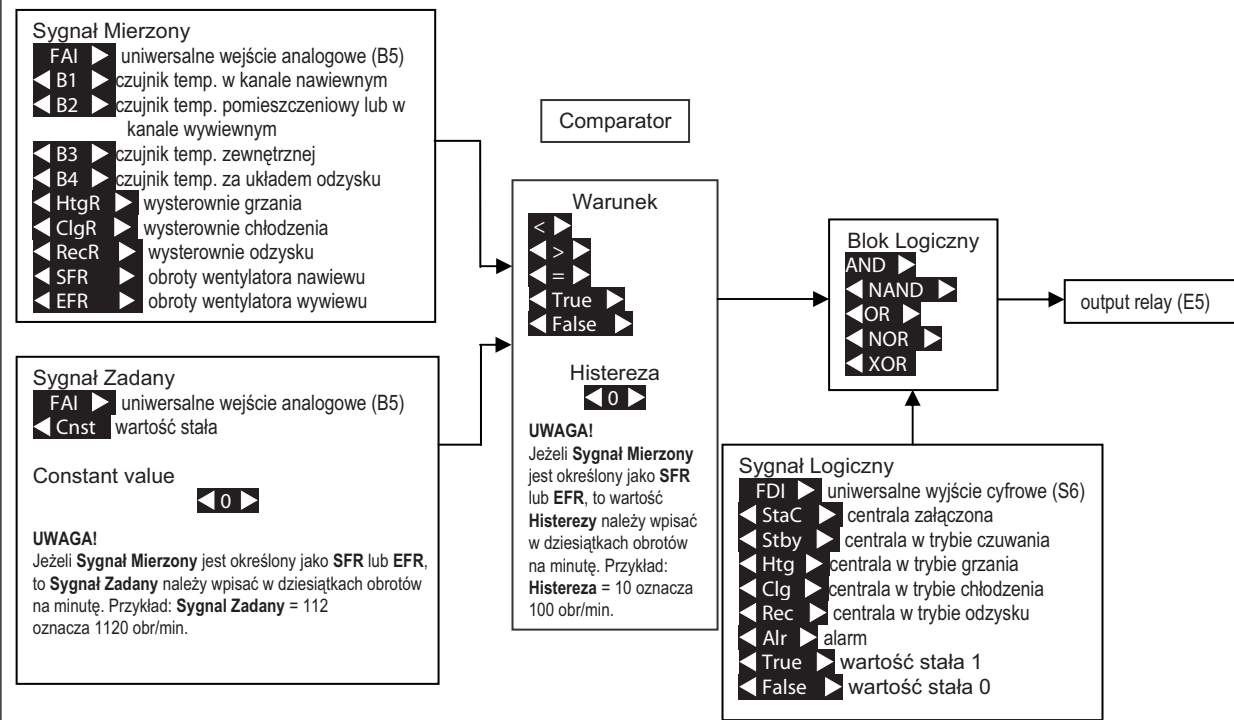 Sygnał Mierzony
FAI uniwersalne wejście analogowe (B5)
B1 czujnik temp. w kanale nawiewnym
B2 czujnik temp. pomieszczeniowy lub w
kanale wywiewnym
B3 czujnik temp. zewnętrznej
B4 czujnik temp. za układem odzysku
HtgR wysterownie grzania
ClgR wysterownie chłodzenia
RecR wysterownie odzysku
SFR obroty wentylatora nawiewu
EFR obroty wentylatora wywiewu
Sygnał Zadany
FAI uniwersalne wejście analogowe (B5)
Cnst wartość stała
Constant value
0
UWAGA!
Jeżeli Sygnał Mierzony jest określony jako SFR lub EFR,
to Sygnał Zadany należy wpisać w dziesiątkach obrotów
na minutę. Przykład: Sygnal Zadany = 112
oznacza 1120 obr/min.
Comparator
Warunek
<
>
=
True
False
Histereza
0
UWAGA!
Jeżeli Sygnał Mierzony
jest określony jako SFR
lub EFR, to wartość
Histerezy należy wpisać
w dziesiątkach obrotów
na minutę. Przykład:
Histereza = 10 oznacza
100 obr/min.
Blok Logiczny
AND
NAND
OR
NOR
XOR
output relay (E5)
Sygnał Logiczny
FDI uniwersalne wyjście cyfrowe (S6)
StaC centrala załączona
Stby centrala w trybie czuwania
Htg centrala w trybie grzania
Clg centrala w trybie chłodzenia
Rec centrala w trybie odzysku
Alr alarm
True wartość stała 1
False wartość stała 0